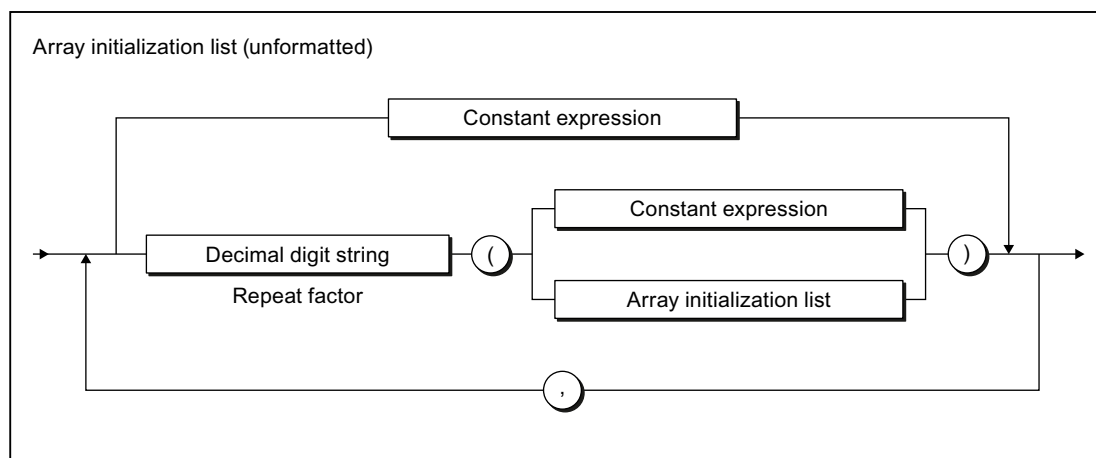 Array initialization list (unformatted)
Constant expression
Constant expression
Decimal digit string
(
)
Repeat factor
Array initialization list
,